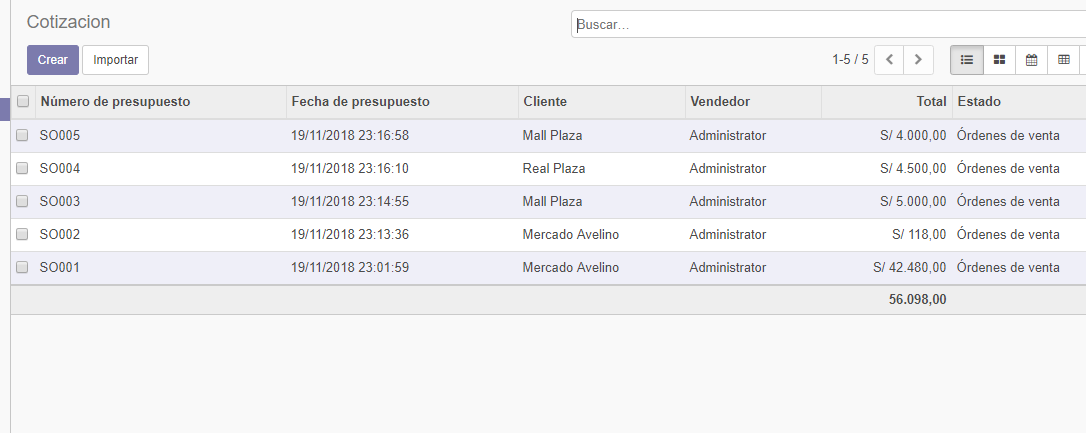 Cotizacion
Buscar...
Crear Importar 1-5 / 5
Número de presupuesto Fecha de presupuesto Cliente Vendedor Total Estado
SO005 19/11/2018 23:16:58 Mall Plaza Administrator S/ 4.000,00 Órdenes de venta
SO004 19/11/2018 23:16:10 Real Plaza Administrator S/ 4.500,00 Órdenes de venta
SO003 19/11/2018 23:14:55 Mall Plaza Administrator S/ 5.000,00 Órdenes de venta
SO002 19/11/2018 23:13:36 Mercado Avelino Administrator S/ 118,00 Órdenes de venta
SO001 19/11/2018 23:01:59 Mercado Avelino Administrator S/ 42.480,00 Órdenes de venta
56.098,00